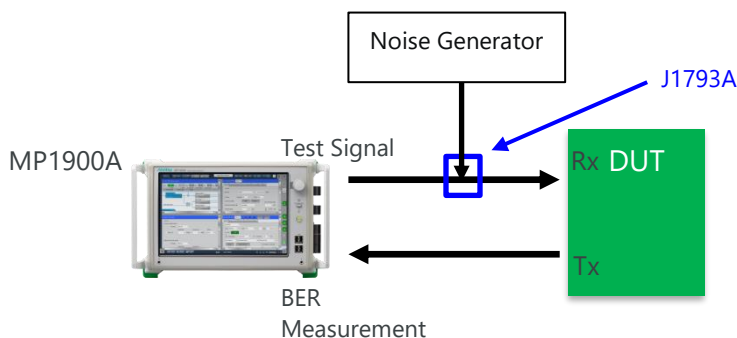 Noise Generator
J1793A
MP1900A
Test Signal
Rx DUT
Tx
BER
Measurement